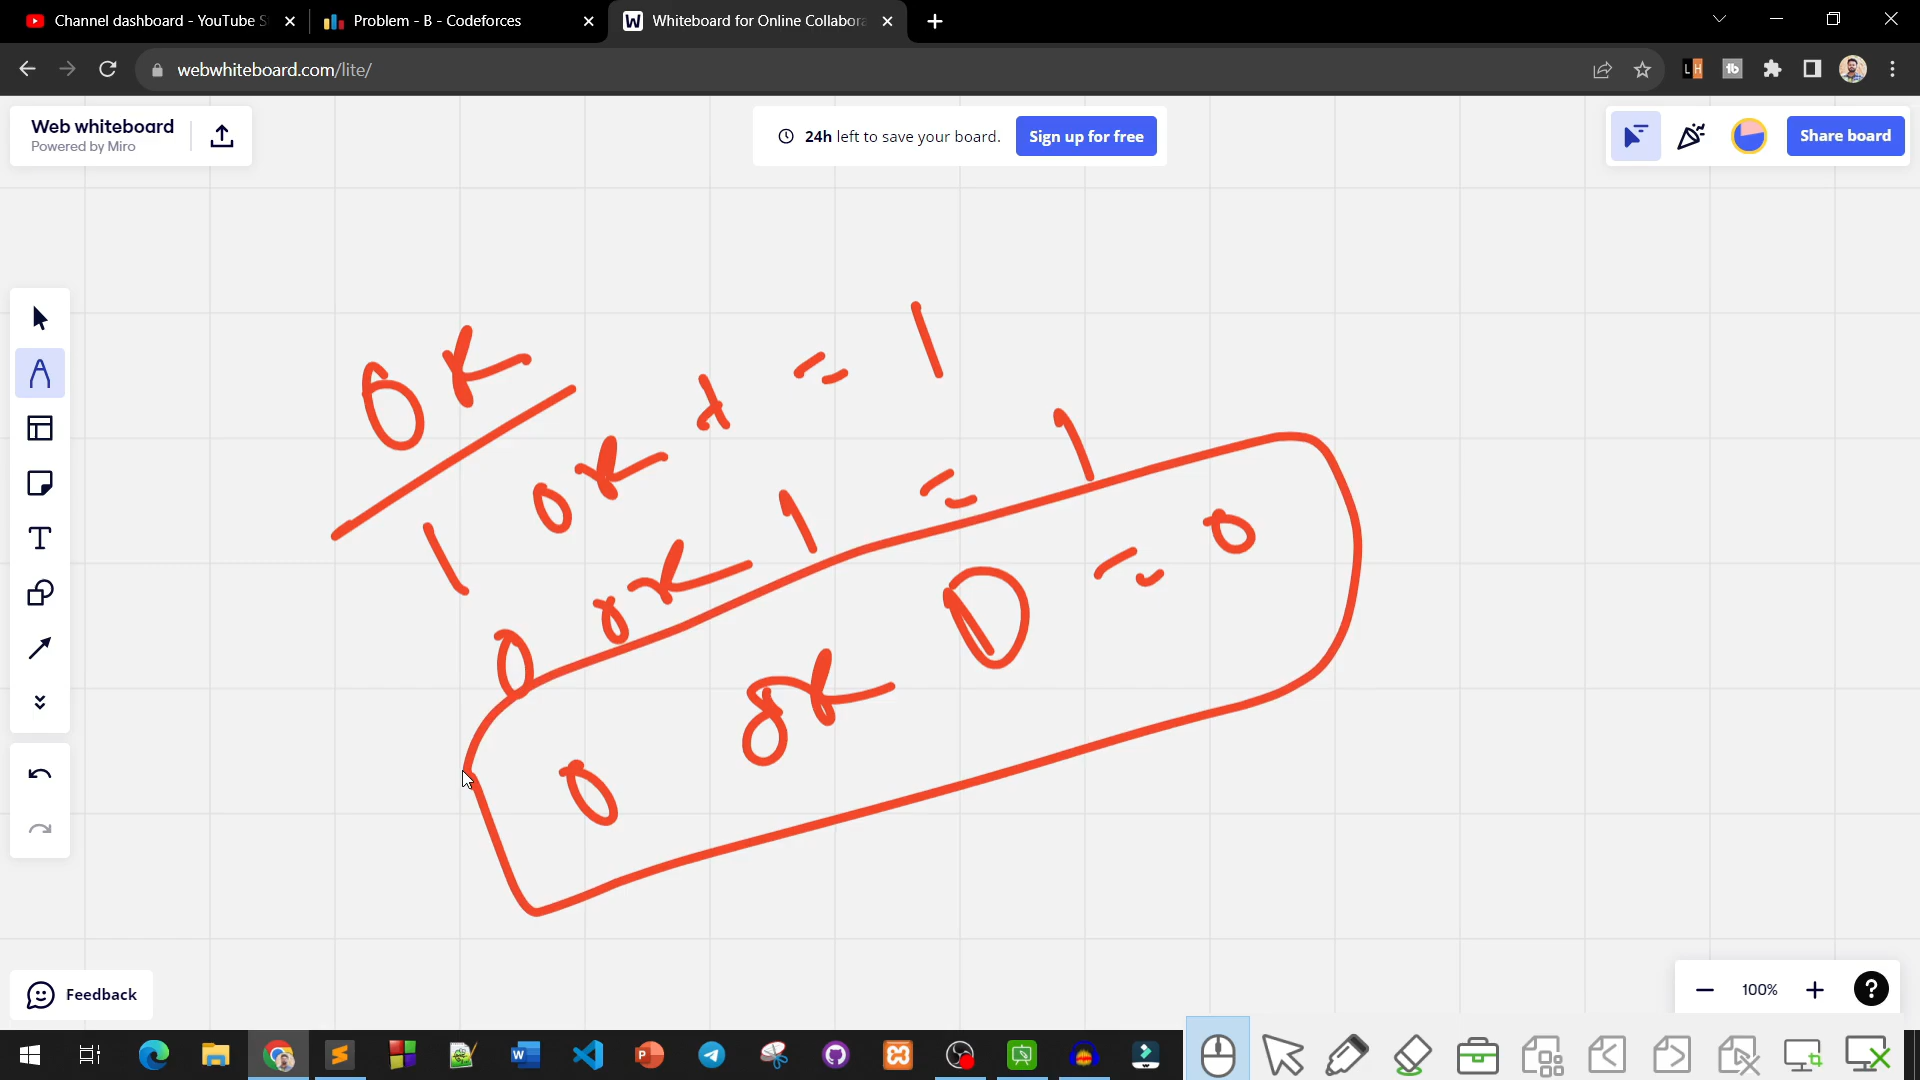 Channel dashboard - YouTube S
Problem - B - Codeforces
W Whiteboard for Online Collabora
webwhiteboard.com/lite/
LH
tb
Web whiteboard
Powered by Miro
24h left to save your board.
Sign up for free
Share board
OR
1 OR 1 = 1
0 OR 1 = 1
0 OR 0 = 0
T
Feedback
100%
?